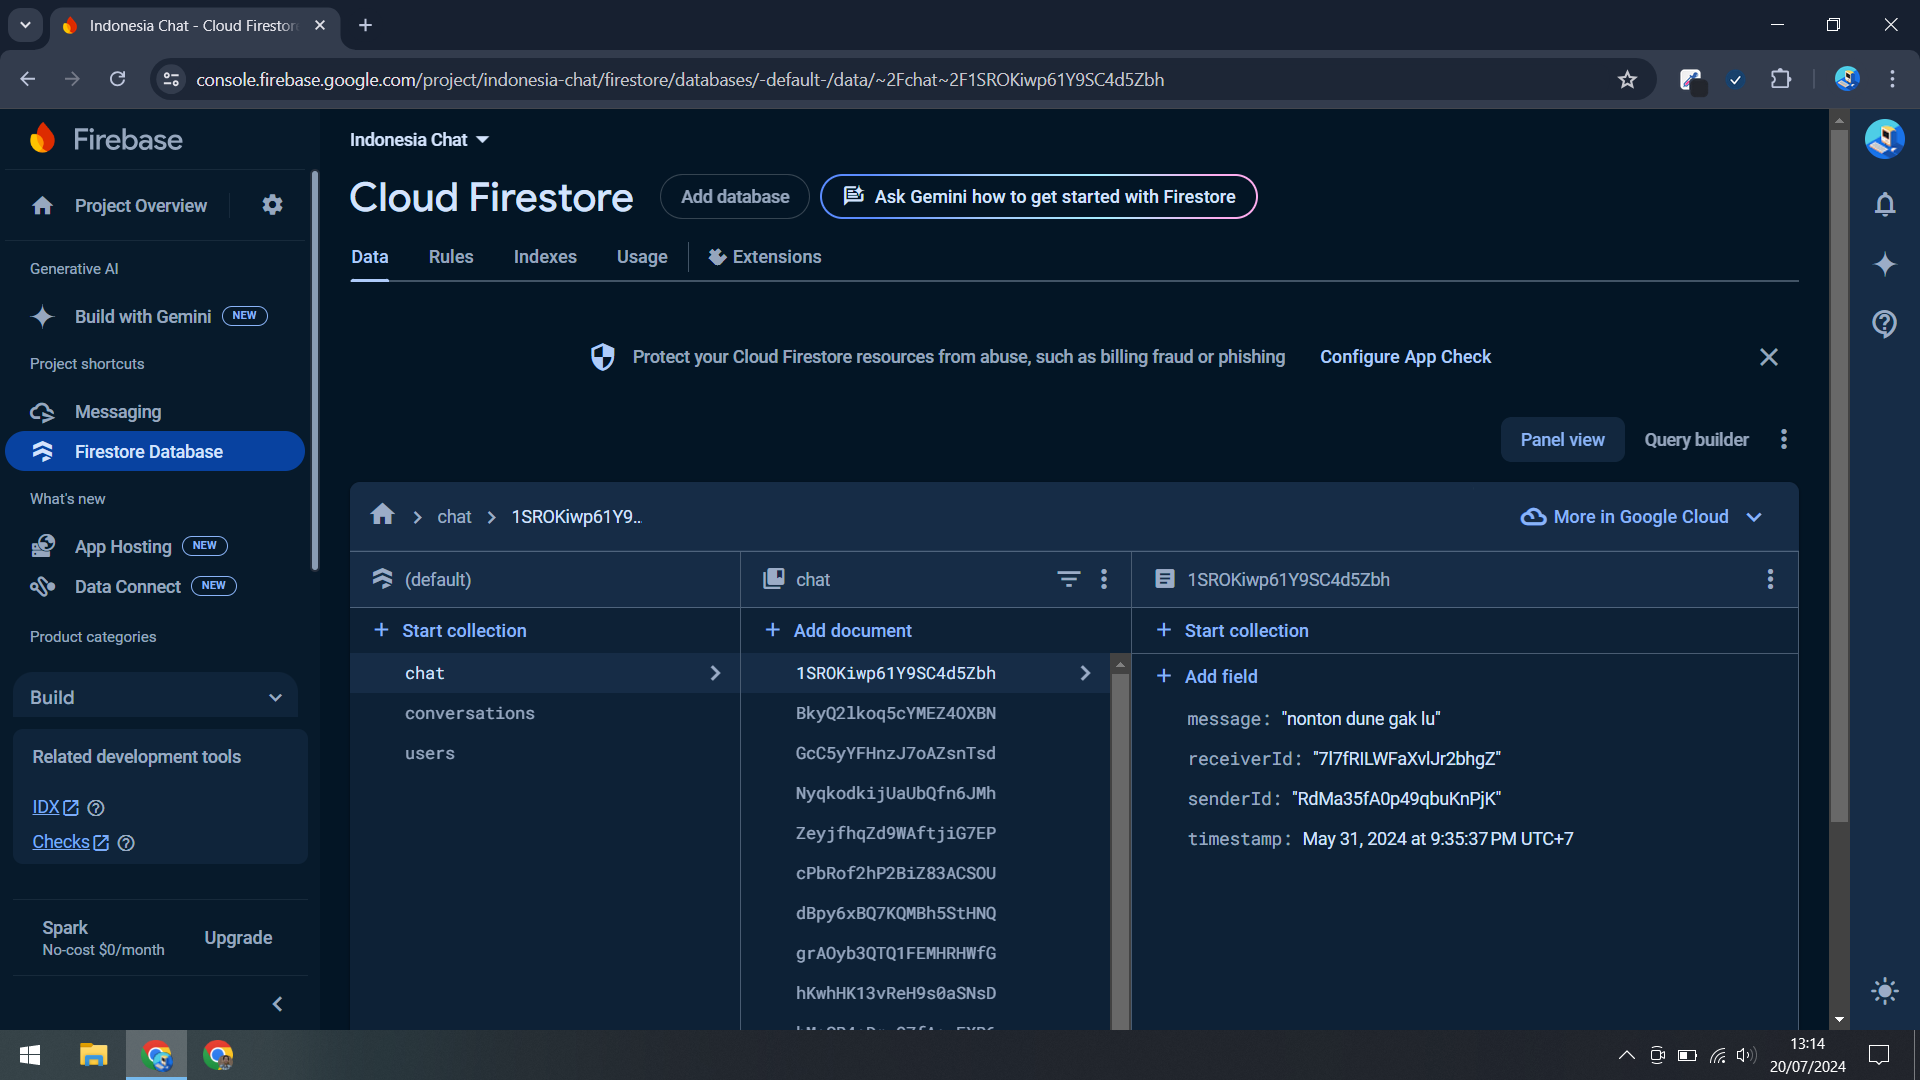 Indonesia Chat - Cloud Firestore
console.firebase.google.com/project/indonesia-chat/firestore/databases/-default-/data/~2Fchat~2F1SROKiwp61Y9SC4d5Zbh
Firebase
Project Overview
Generative AI
Build with Gemini NEW
Project shortcuts
Messaging
Firestore Database
What's new
App Hosting NEW
Data Connect NEW
Product categories
Build
Related development tools
IDX
Checks
Spark
No-cost $0/month
Upgrade
Indonesia Chat
Cloud Firestore
Add database
Ask Gemini how to get started with Firestore
Data Rules Indexes Usage Extensions
Protect your Cloud Firestore resources from abuse, such as billing fraud or phishing Configure App Check
Panel view Query builder
chat 1SROKiwp61Y9...
More in Google Cloud
(default)
Start collection
chat
conversations
users
chat
Add document
1SROKiwp61Y9SC4d5Zbh
BkyQ2lkoq5cYMEZ4OXBN
GcC5yYFHnzJ7oAZsnTsd
NyqkodkijUaUbQfn6JMh
ZeyjfhqZd9WAftjiG7EP
cPbRof2hP2BiZ83ACSOU
dBpy6xBQ7KQMBh5StHNQ
grAOyb3QTQ1FEMHRHWfG
hKwhHK13vReH9s0aSNsD
1SROKiwp61Y9SC4d5Zbh
Start collection
Add field
message: "nonton dune gak lu"
receiverId: "7l7fRILWFaXvlJr2bhgZ"
senderId: "RdMa35fA0p49qbuKnPjK"
timestamp: May 31, 2024 at 9:35:37 PM UTC+7
13:14
20/07/2024